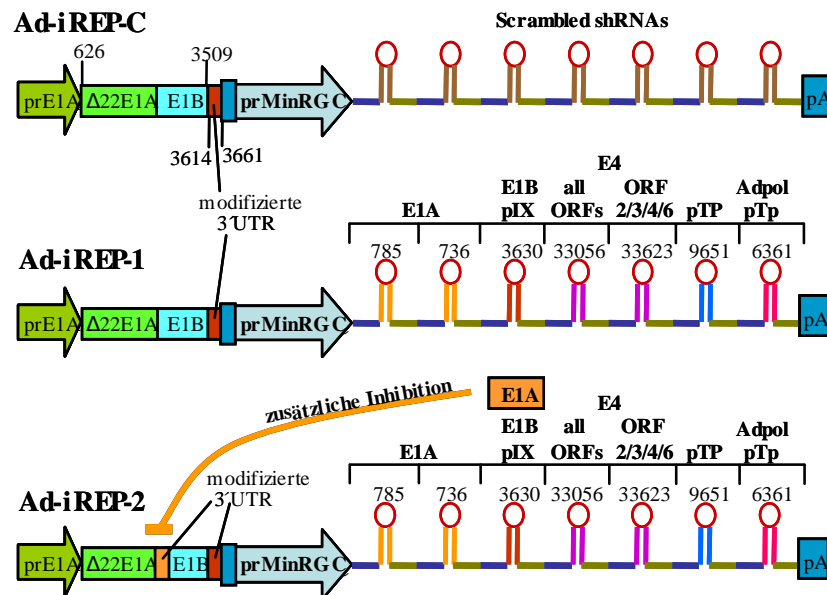 Ad-iREP-C
Scrambled shRNAs
626
3509
prE1A
Δ22E1A
E1B
prMinRGC
pA
3614
3661
modifizierte
3´UTR
E4
E1B
pIX
all
ORFs
ORF
2/3/4/6
pTP
Adpol
pTp
E1A
Ad-iREP-1
785
736
3630
33056
33623
9651
6361
prE1A
Δ22E1A
E1B
prMinRGC
pA
zusätzliche Inhibition
E1A
E4
E1B
pIX
all
ORFs
ORF
2/3/4/6
pTP
Adpol
pTp
E1A
modifizierte
3´UTR
Ad-iREP-2
785
736
3630
33056
33623
9651
6361
prE1A
Δ22E1A
E1B
prMinRGC
pA